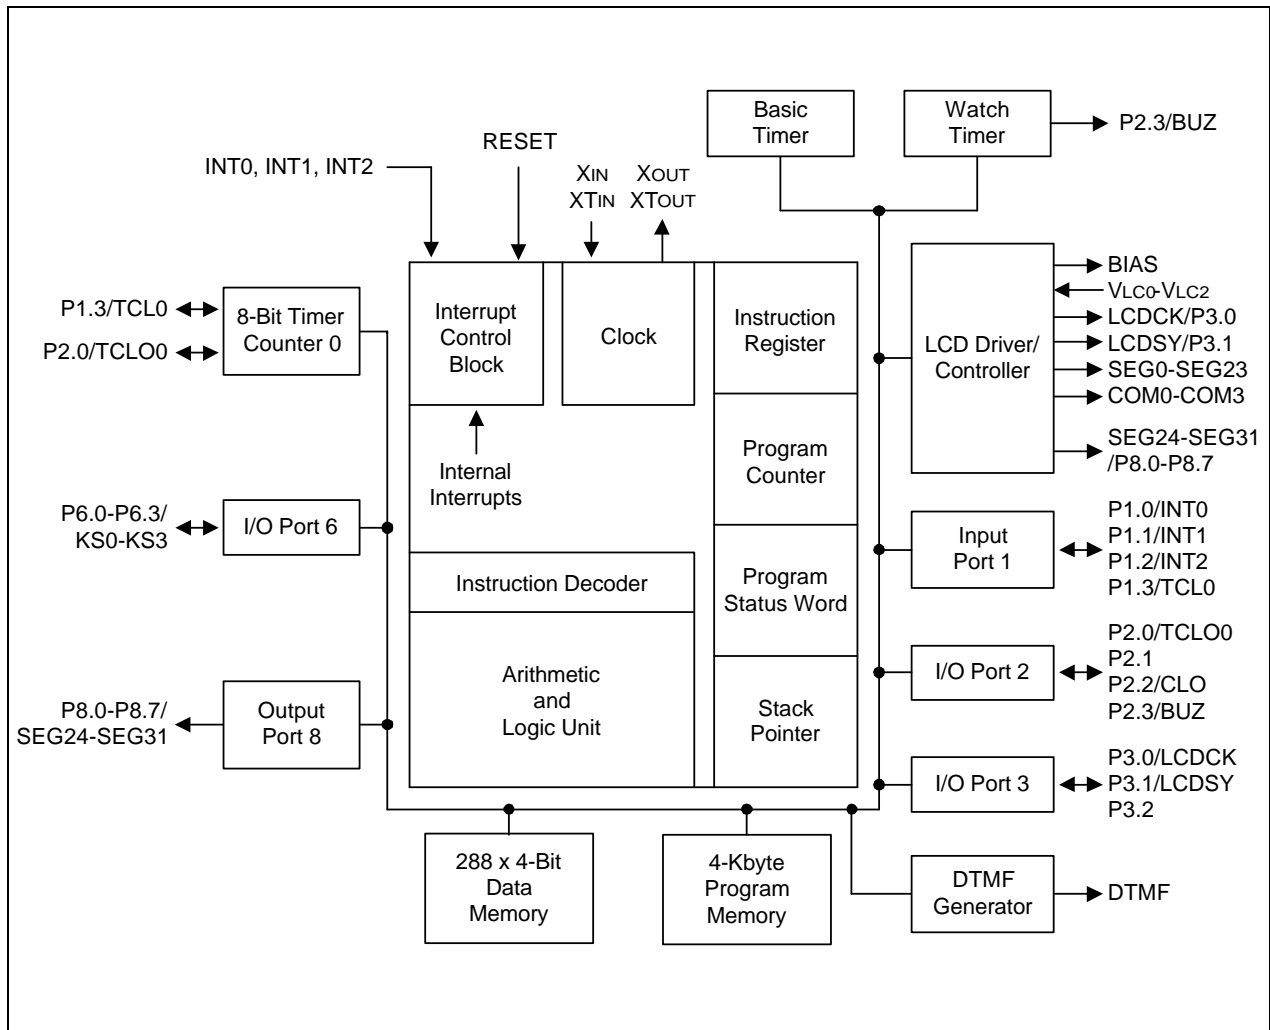 Basic
Timer
Watch
Timer
P2.3/BUZ
RESET
INT0, INT1, INT2
XIN
XTIN
XOUT
XTOUT
P1.3/TCL0
P2.0/TCLO0
8-Bit Timer
Counter 0
Interrupt
Control
Block
Clock
Instruction
Register
LCD Driver/
Controller
BIAS
VLC0-VLC2
LCDCK/P3.0
LCDSY/P3.1
SEG0-SEG23
COM0-COM3
SEG24-SEG31
/P8.0-P8.7
Internal
Interrupts
Program
Counter
P6.0-P6.3/
KS0-KS3
I/O Port 6
Input
Port 1
P1.0/INT0
P1.1/INT1
P1.2/INT2
P1.3/TCL0
Instruction Decoder
Program
Status Word
I/O Port 2
P2.0/TCLO0
P2.1
P2.2/CLO
P2.3/BUZ
P8.0-P8.7/
SEG24-SEG31
Output
Port 8
Arithmetic
and
Logic Unit
Stack
Pointer
I/O Port 3
P3.0/LCDCK
P3.1/LCDSY
P3.2
288 x 4-Bit
Data
Memory
4-Kbyte
Program
Memory
DTMF
Generator
DTMF